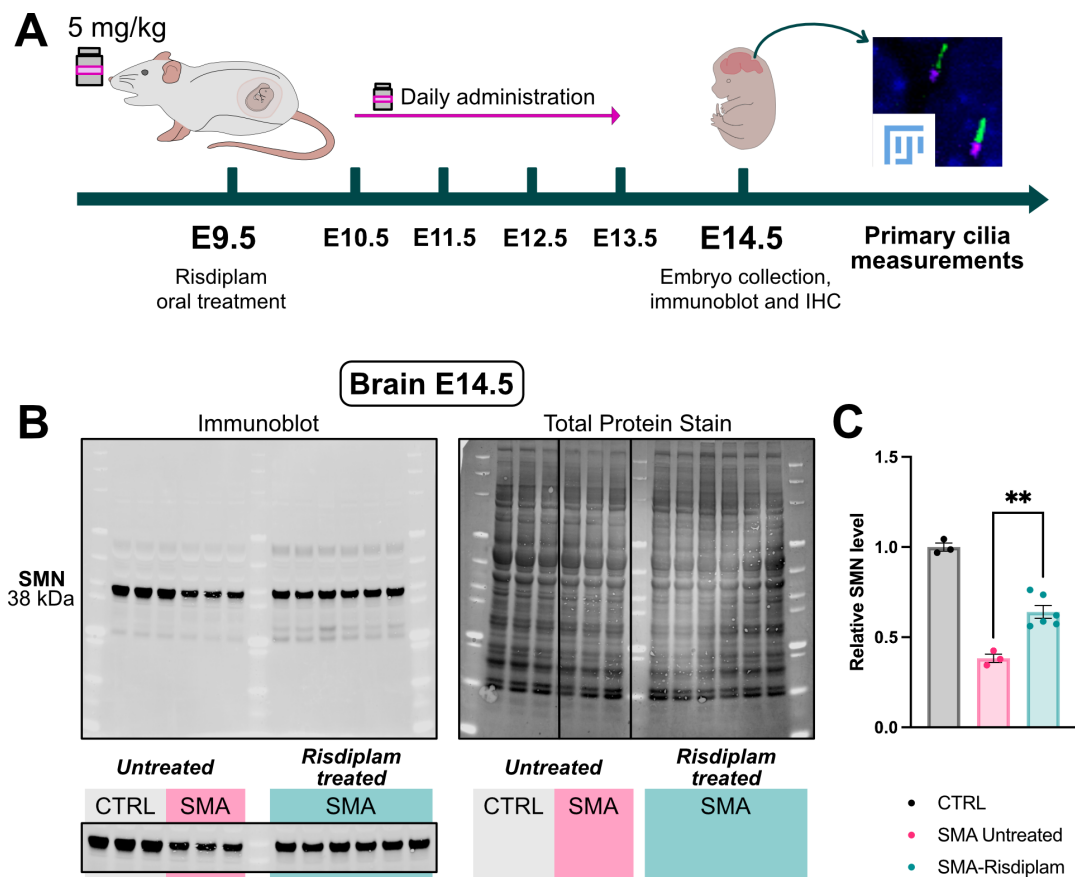 A
5 mg/kg
Daily administration
E9.5
E10.5
E11.5
E12.5
E13.5
E14.5
Primary cilia
measurements
Risdiplam
oral treatment
Embryo collection,
immunoblot and IHC
Brain E14.5
B
Immunoblot
Total Protein Stain
SMN
38 kDa
Untreated
Risdiplam
treated
CTRL
SMA
SMA
Untreated
Risdiplam
treated
CTRL
SMA
SMA
C
Relative SMN level
1.5
1.0
0.5
0.0
**
CTRL
SMA Untreated
SMA-Risdiplam